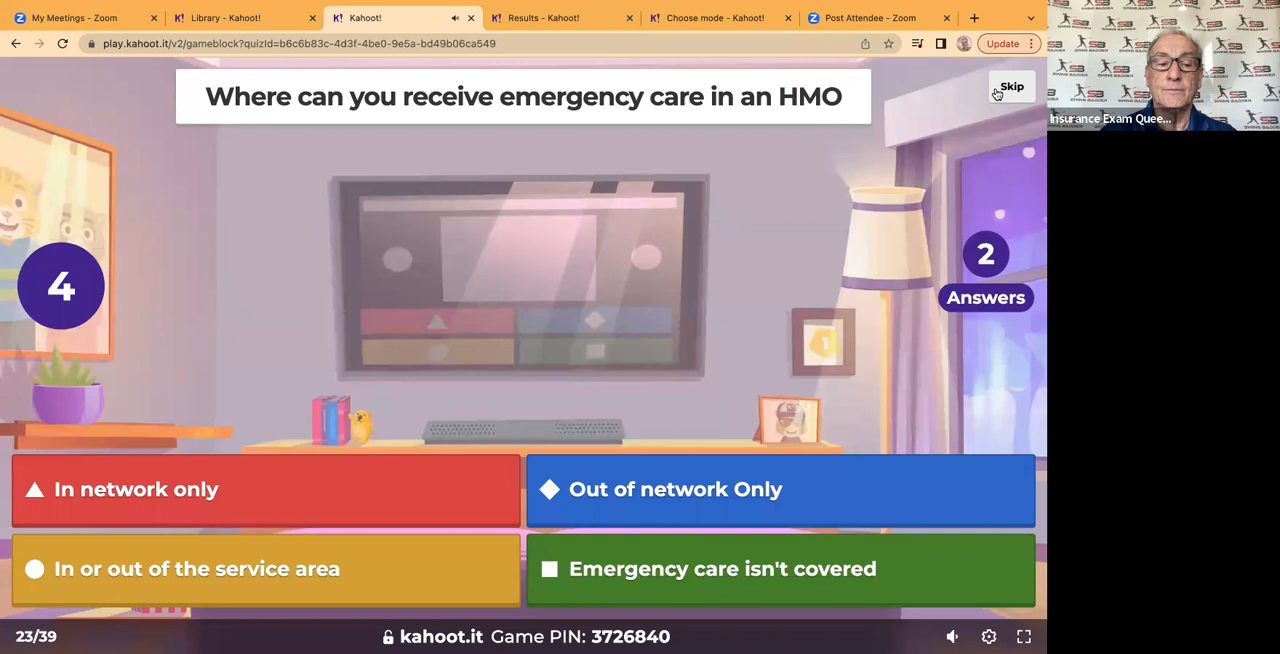 My Meetings - Zoom
Library - Kahoot!
Kahoot!
Results - Kahoot!
Choose mode - Kahoot!
Post Attendee - Zoom
play.kahoot.it/v2/gameblock?quizId=b6c6b83c-4d3f-4be0-9e5a-bd49b06ca549
Update
Where can you receive emergency care in an HMO
Skip
Insurance Exam Quee...
4
2
Answers
1
In network only
Out of network Only
In or out of the service area
Emergency care isn't covered
23/39
kahoot.it Game PIN: 3726840